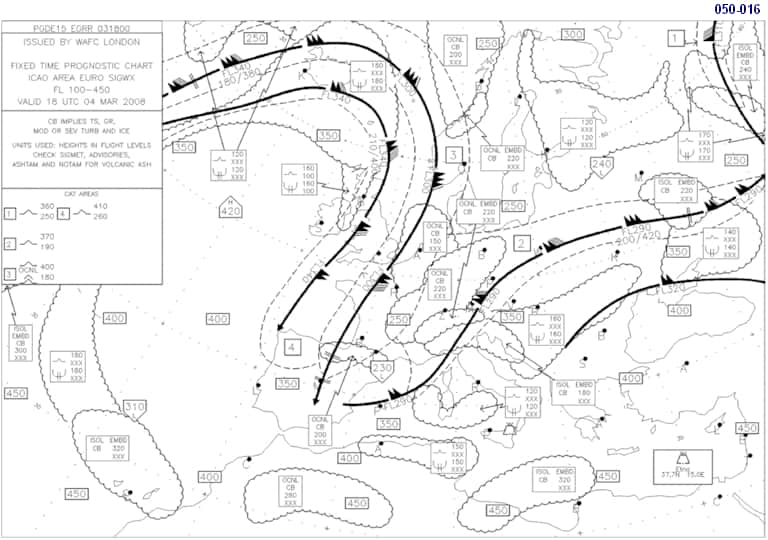 050-016
PGDE15 EGRR 031800
ISSUED BY WAFC LONDON
FIXED TIME PROGNOSTIC CHART
ICAO AREA EURO SIGWX
FL 100-450
VALID 18 UTC 04 MAR 2008
CB IMPLIES TS, GR,
MOD OR SEV TURB AND ICE
UNITS USED: HEIGHTS IN FLIGHT LEVELS
CHECK SIGMET, ADVISORIES,
ASHTAM AND NOTAM FOR VOLCANIC ASH
CAT AREAS
1 360
250
4 410
260
2 370
190
3 OCNL 400
180
250
FL340
180/380
FL340
180
XXX
180
XXX
OCNL
CB
200
XXX
250
300
1
ISOL
EMBD
CB
240
XXX
350
350
120
XXX
120
XXX
160
XXX
160
100
H
420
3
OCNL EMBD
CB 220
XXX
120
XXX
120
XXX
240
L
170
XXX
170
XXX
250
ISOL EMBD
CB 220
XXX
OCNL EMBD
CB 220
XXX
250
OCNL
CB
150
XXX
2
FL290
200/420
350
140
XXX
140
XXX
OCNL
CB
220
XXX
FL320
400
400
400
250
350
160
XXX
160
XXX
ISOL
EMBD
CB
300
XXX
160
XXX
160
XXX
450
4
230
L
350
FL290
350
400
ISOL EMBD
CB 180
XXX
120
XXX
120
XXX
310
L
ISOL EMBD
CB 320
XXX
OCNL
CB
200
XXX
450
400
400
150
XXX
150
XXX
450
Etna
37,7N 15,0E
450
OCNL
CB
280
XXX
450
ISOL EMBD
CB 320
XXX
450
450